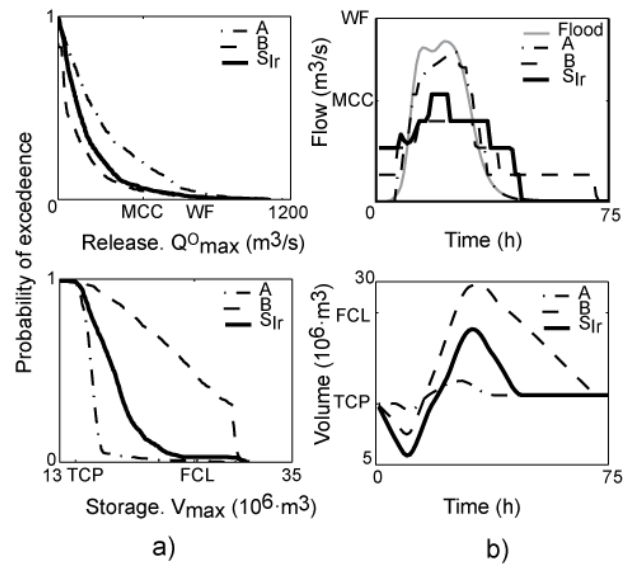 Probability of exceedeence
1
A
B
SIr
0
0 MCC WF 1200
Release. QOmax (m3/s)
1
A
B
SIr
0
13 TCP FCL 35
Storage. Vmax (106·m3)
a)
WF
Flood
A
B
SIr
MCC
Flow (m3/s)
0 75
Time (h)
30
A
B
SIr
FCL
TCP
Volume (106·m3)
5
0 75
Time (h)
b)